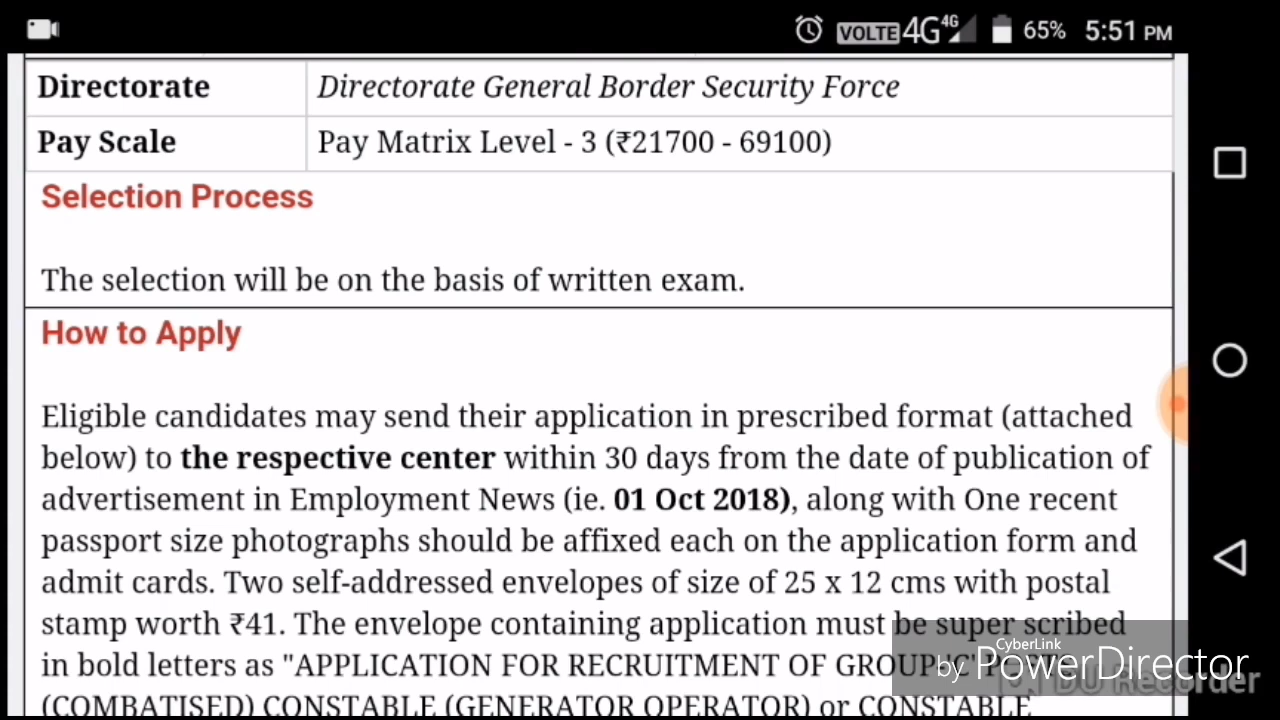 VOLTE 4G 4G 65% 5:51 PM
Directorate Directorate General Border Security Force
Pay Scale Pay Matrix Level - 3 (₹21700 - 69100)
Selection Process
The selection will be on the basis of written exam.
How to Apply
Eligible candidates may send their application in prescribed format (attached
below) to the respective center within 30 days from the date of publication of
advertisement in Employment News (ie. 01 Oct 2018), along with One recent
passport size photographs should be affixed each on the application form and
admit cards. Two self-addressed envelopes of size of 25 x 12 cms with postal
stamp worth ₹41. The envelope containing application must be super scribed
in bold letters as "APPLICATION FOR RECRUITMENT OF GROUP
(COMBATISED) CONSTABLE (GENERATOR OPERATOR) or CONSTABLE
CyberLink
by PowerDirector
DU Recorder